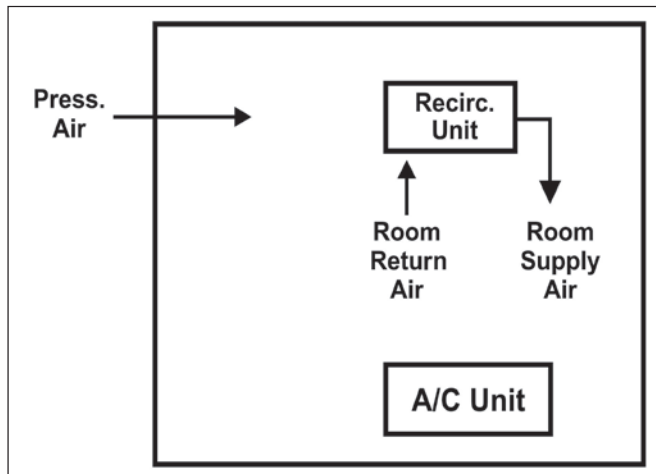 Press.
Air
Recirc.
Unit
Room
Return
Air
Room
Supply
Air
A/C Unit